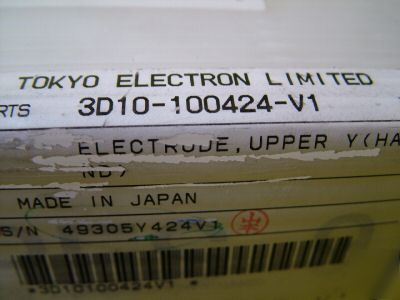 TOKYO ELECTRON LIMITED
RTS 3D10-100424-V1
ELECTRODE, UPPER Y(HA
ND)
MADE IN JAPAN
S/N 49305Y424V1
*3D10100424V1